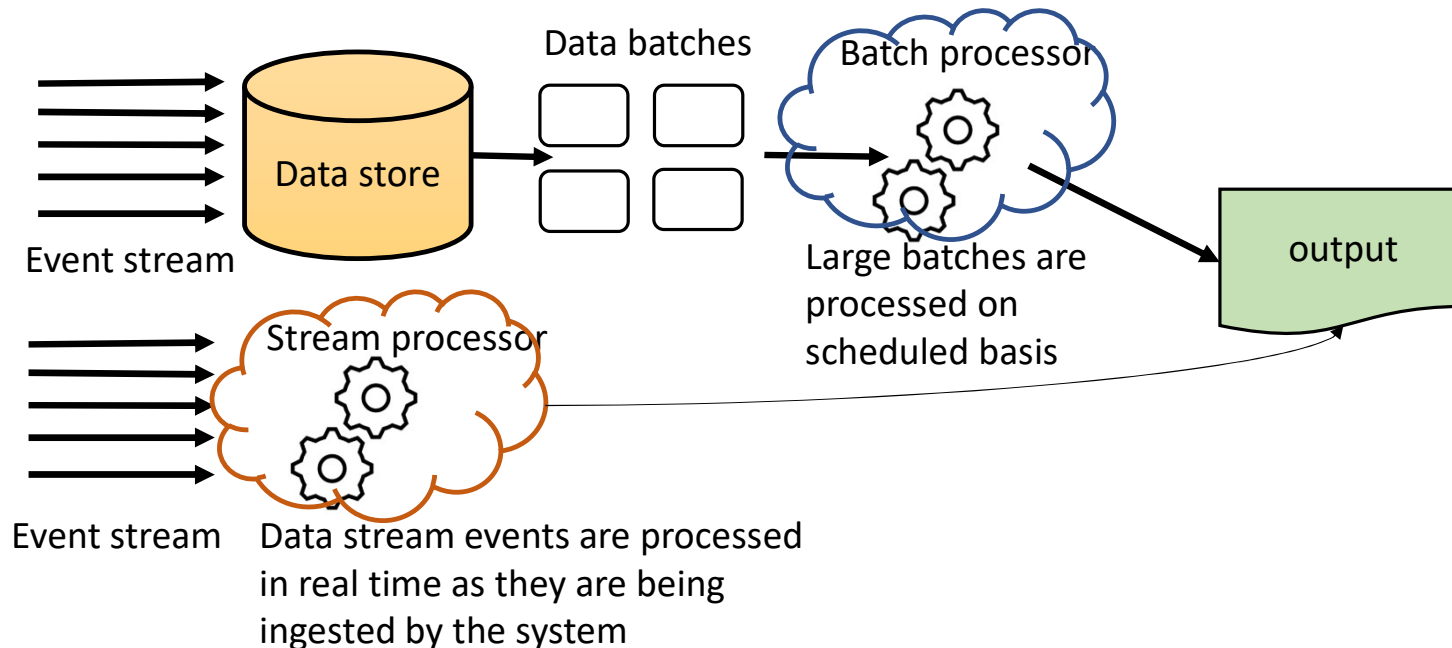 Data batches
Batch processor
Data store
Event stream
Large batches are
processed on
scheduled basis
output
Stream processor
Event stream
Data stream events are processed
in real time as they are being
ingested by the system